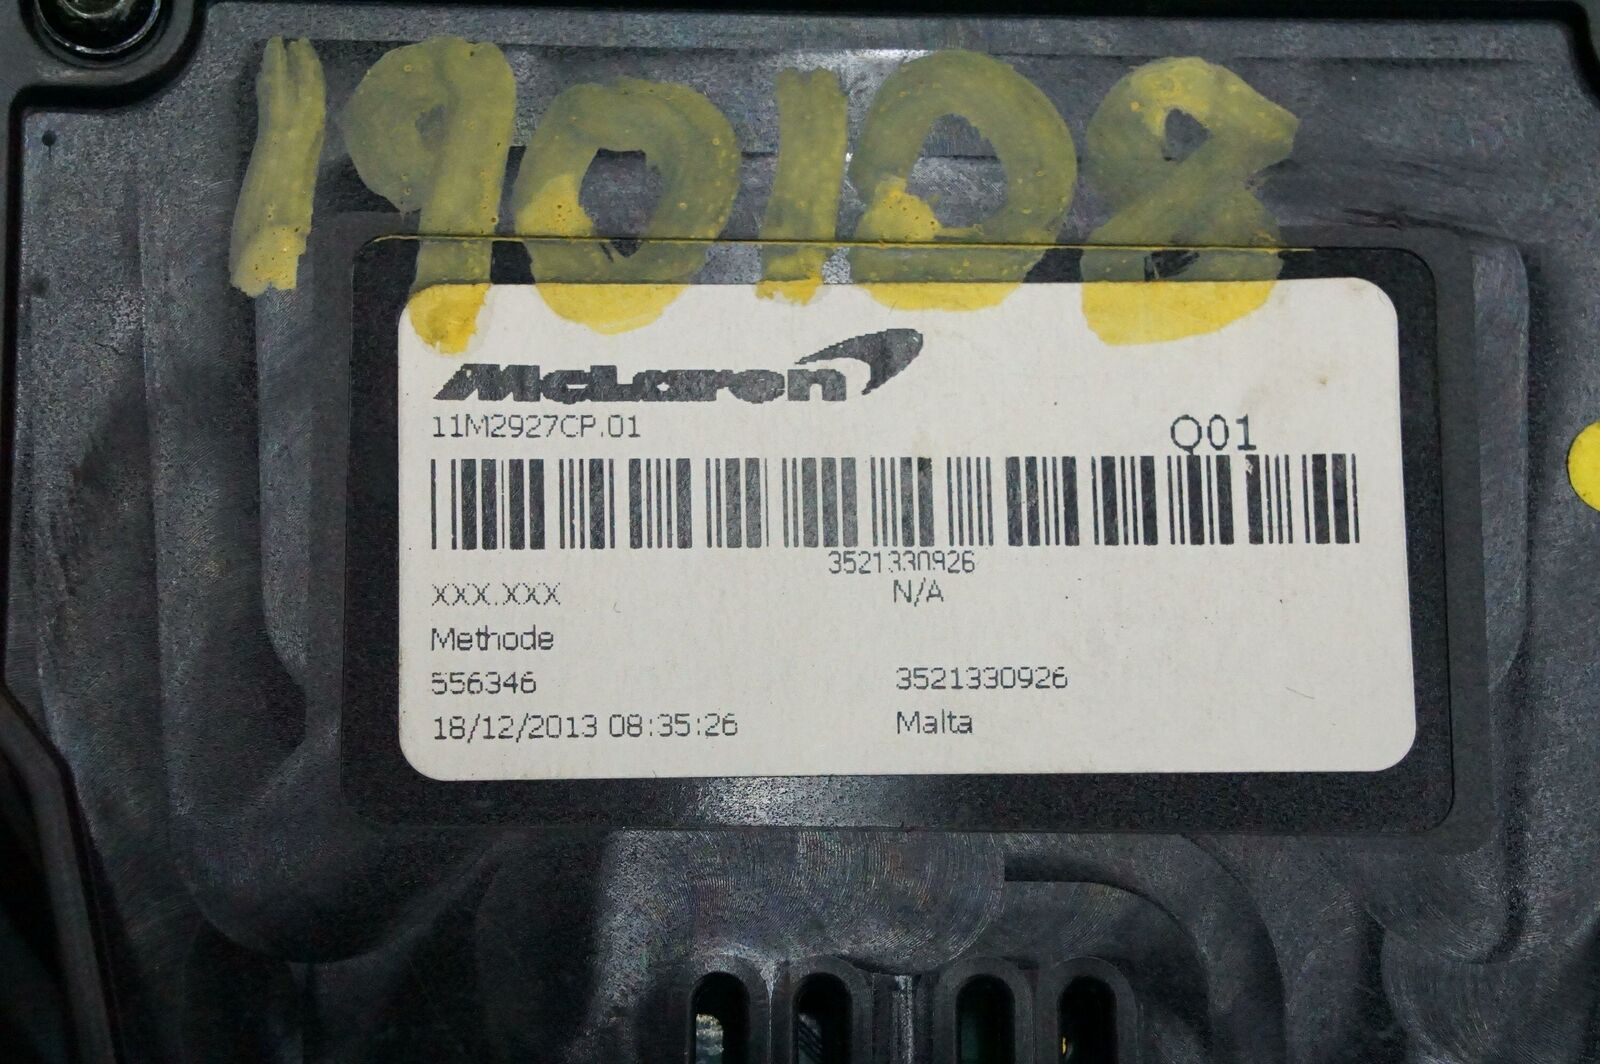 190108
McLaren
11M2927CP.01
Q01
3521330926
XXX.XXX N/A
Methode
556346 3521330926
18/12/2013 08:35:26 Malta